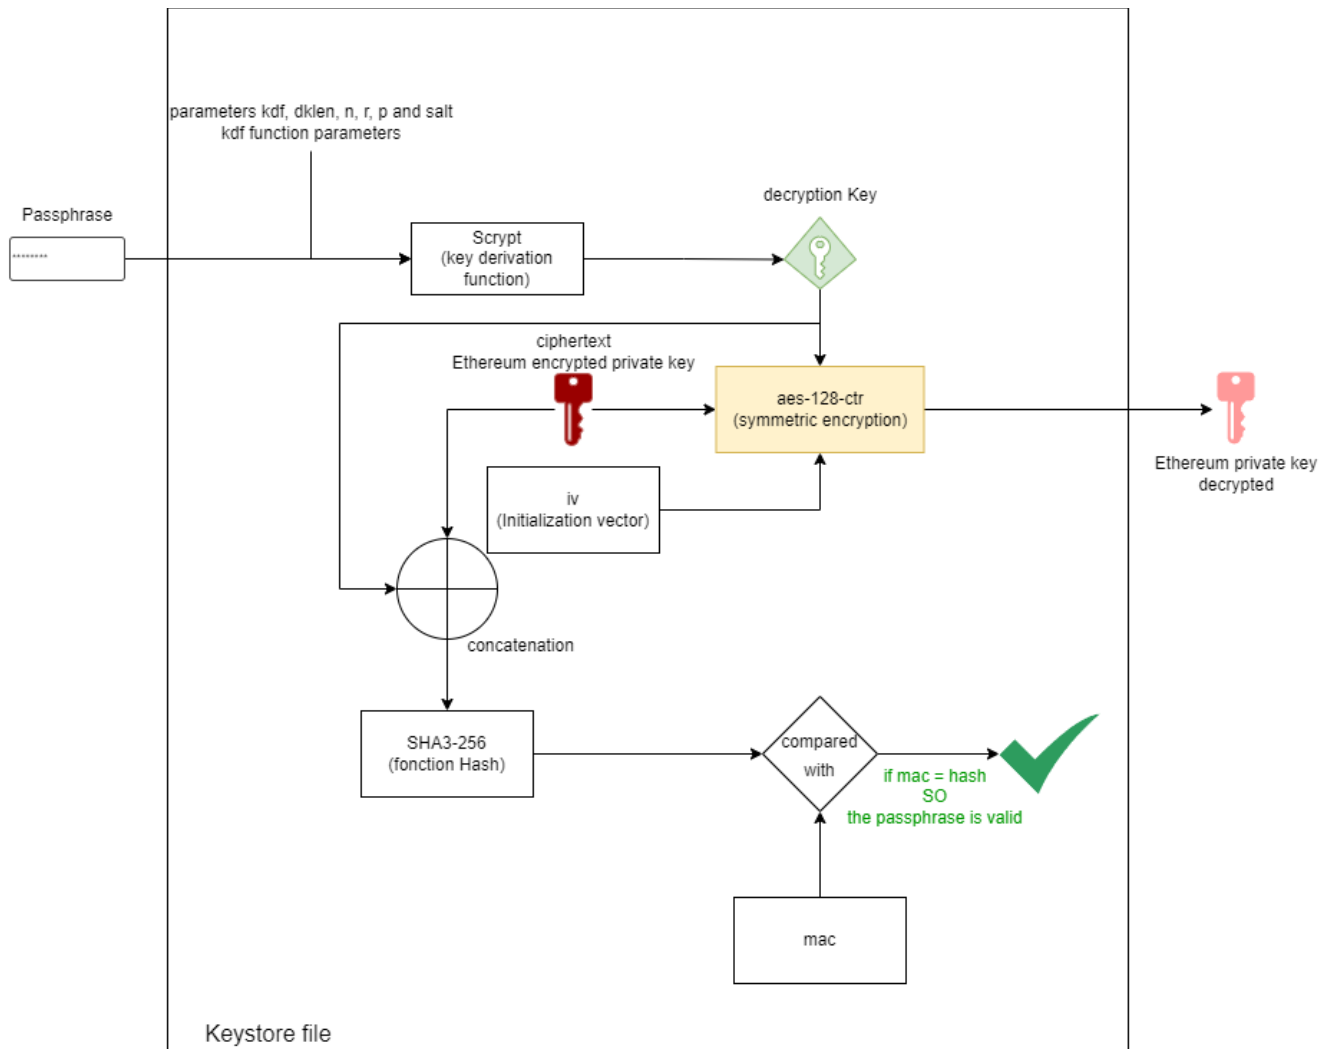 parameters kdf, dklen, n, r, p and salt
kdf function parameters
Passphrase
********
decryption Key
Scrypt
(key derivation
function)
ciphertext
Ethereum encrypted private key
aes-128-ctr
(symmetric encryption)
Ethereum private key
decrypted
iv
(Initialization vector)
concatenation
SHA3-256
(fonction Hash)
compared
with
if mac = hash
SO
the passphrase is valid
mac
Keystore file